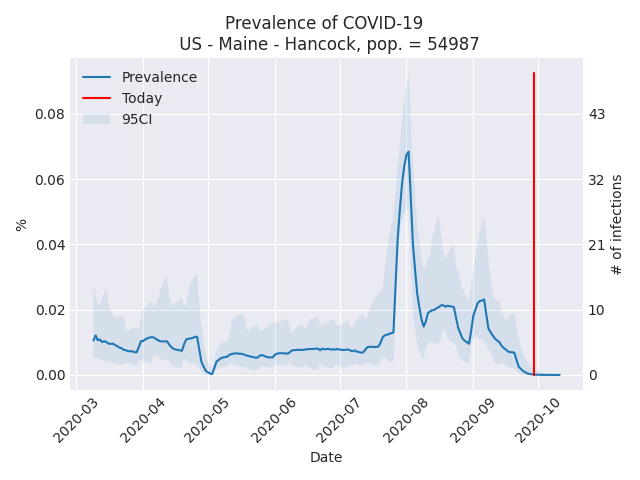 Prevalence of COVID-19
US - Maine - Hancock, pop. = 54987
Prevalence
Today
95CI
0.08
0.06
0.04
0.02
0.00
%
43
32
21
10
0
# of infections
2020-03
2020-04
2020-05
2020-06
2020-07
2020-08
2020-09
2020-10
Date